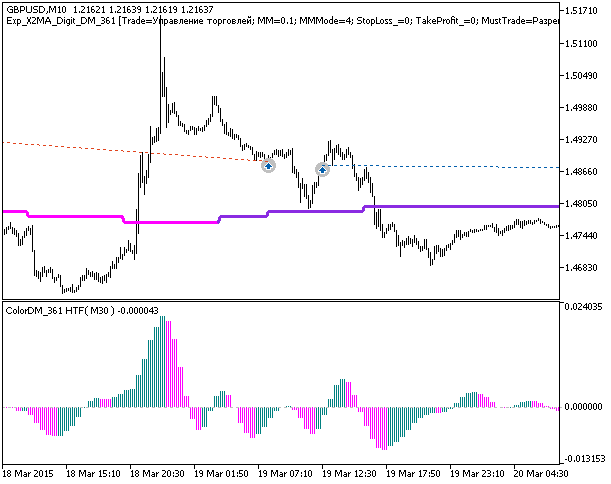 GBPUSD,M10 1.21621 1.21639 1.21619 1.21637
Exp_X2MA_Digit_DM_361 [Trade=Управление торговлей; MM=0.1; MMMode=4; StopLoss_=0; TakeProfit_=0; MustTrade=Разре
1.51710
1.51100
1.50490
1.49880
1.49270
1.48660
1.48050
1.47440
1.46830
ColorDM_361 HTF( M30 ) -0.000043
0.024035
0.000000
-0.013153
18 Mar 2015
18 Mar 15:10
18 Mar 20:30
19 Mar 01:50
19 Mar 07:10
19 Mar 12:30
19 Mar 17:50
19 Mar 23:10
20 Mar 04:30